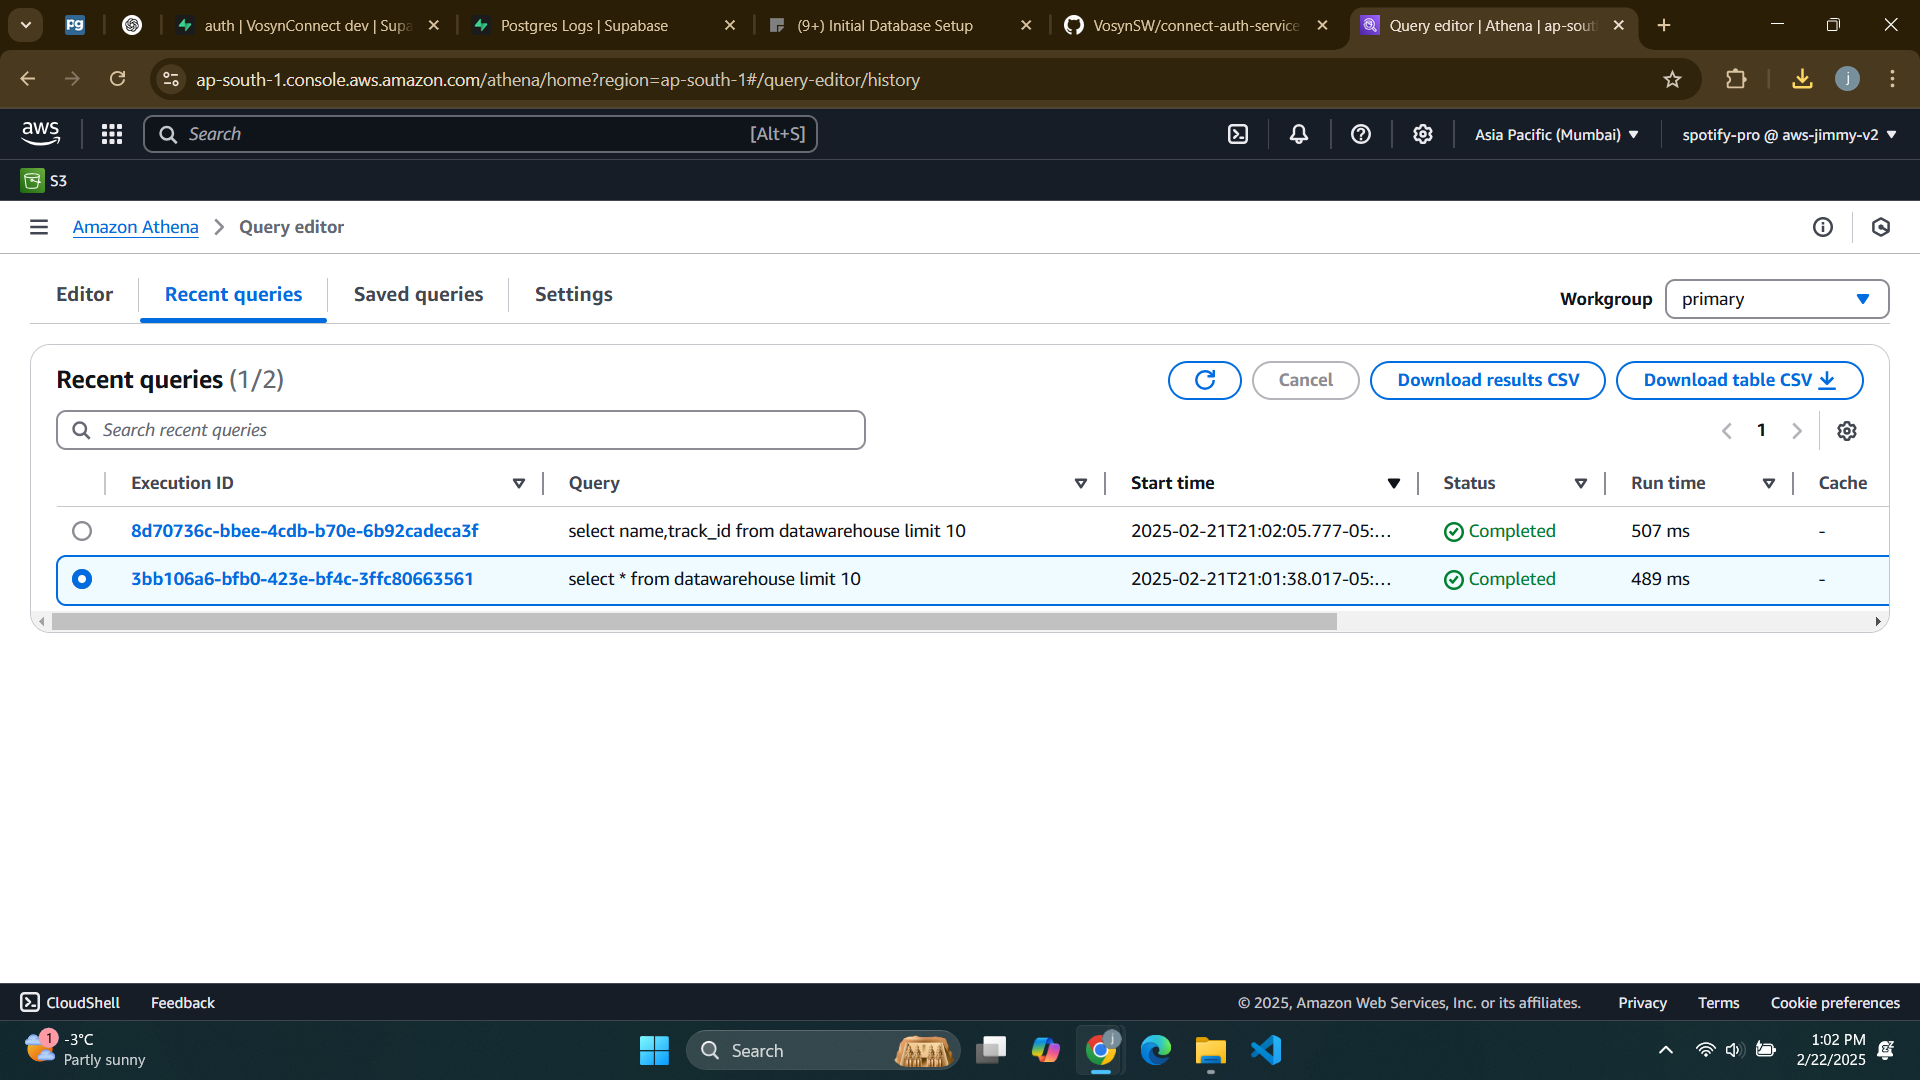 pg
auth | VosynConnect dev | Supa
Postgres Logs | Supabase
(9+) Initial Database Setup
VosynSW/connect-auth-service
Query editor | Athena | ap-sout
ap-south-1.console.aws.amazon.com/athena/home?region=ap-south-1#/query-editor/history
j
aws
Search
[Alt+S]
Asia Pacific (Mumbai)
spotify-pro @ aws-jimmy-v2
S3
Amazon Athena
Query editor
Editor
Recent queries
Saved queries
Settings
Workgroup
primary
Recent queries (1/2)
Cancel
Download results CSV
Download table CSV
Search recent queries
1
Execution ID
Query
Start time
Status
Run time
Cache
8d70736c-bbee-4cdb-b70e-6b92cadeca3f
select name,track_id from datawarehouse limit 10
2025-02-21T21:02:05.777-05:...
Completed
507 ms
-
3bb106a6-bfb0-423e-bf4c-3ffc80663561
select * from datawarehouse limit 10
2025-02-21T21:01:38.017-05:...
Completed
489 ms
-
CloudShell
Feedback
© 2025, Amazon Web Services, Inc. or its affiliates.
Privacy
Terms
Cookie preferences
1
-3°C
Partly sunny
Search
j
1:02 PM
2/22/2025